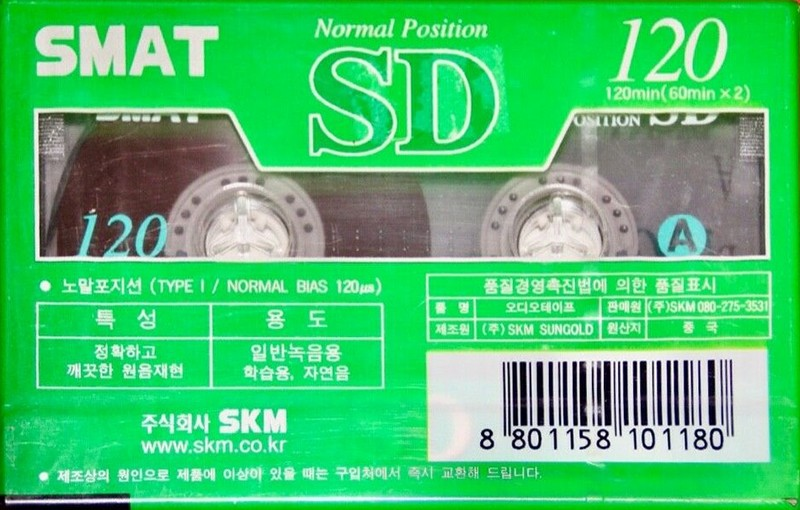 SMAT
Normal Position
SD
120
120min(60min × 2)
SMAT
POSITION SD
120
A
• 노말포지션 (TYPE I / NORMAL BIAS 120㎲)
특 성 용 도
정확하고 일반녹음용
깨끗한 원음재현 학습용, 자연음
품질경영촉진법에 의한 품질표시
품 명 오디오테이프 판매원 (주)SKM 080-275-3531
제조원 (주) SKM SUNGOLD 원산지 중 국
주식회사 SKM
www.skm.co.kr
8 801158 101180
• 제조상의 원인으로 제품에 이상이 있을 때는 구입처에서 즉시 교환해 드립니다.